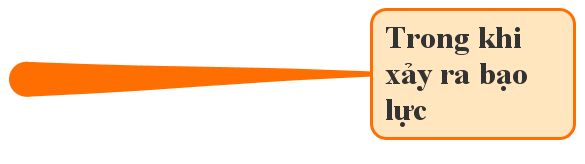 Trong khi
xảy ra bạo
lực